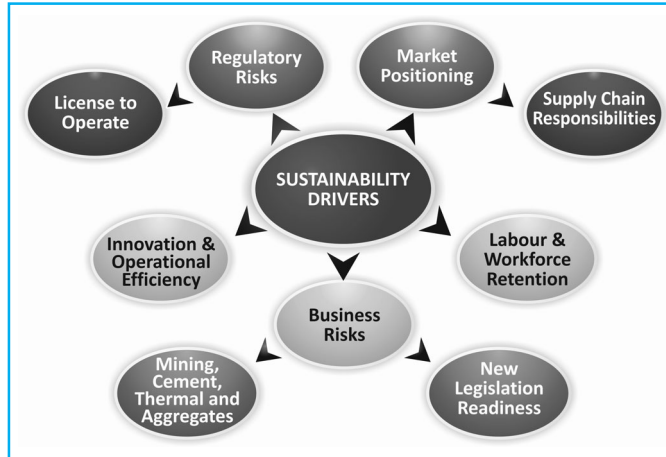 Regulatory
Risks
Market
Positioning
License to
Operate
Supply Chain
Responsibilities
SUSTAINABILITY
DRIVERS
Innovation &
Operational
Efficiency
Labour &
Workforce
Retention
Business
Risks
Mining,
Cement,
Thermal and
Aggregates
New
Legislation
Readiness